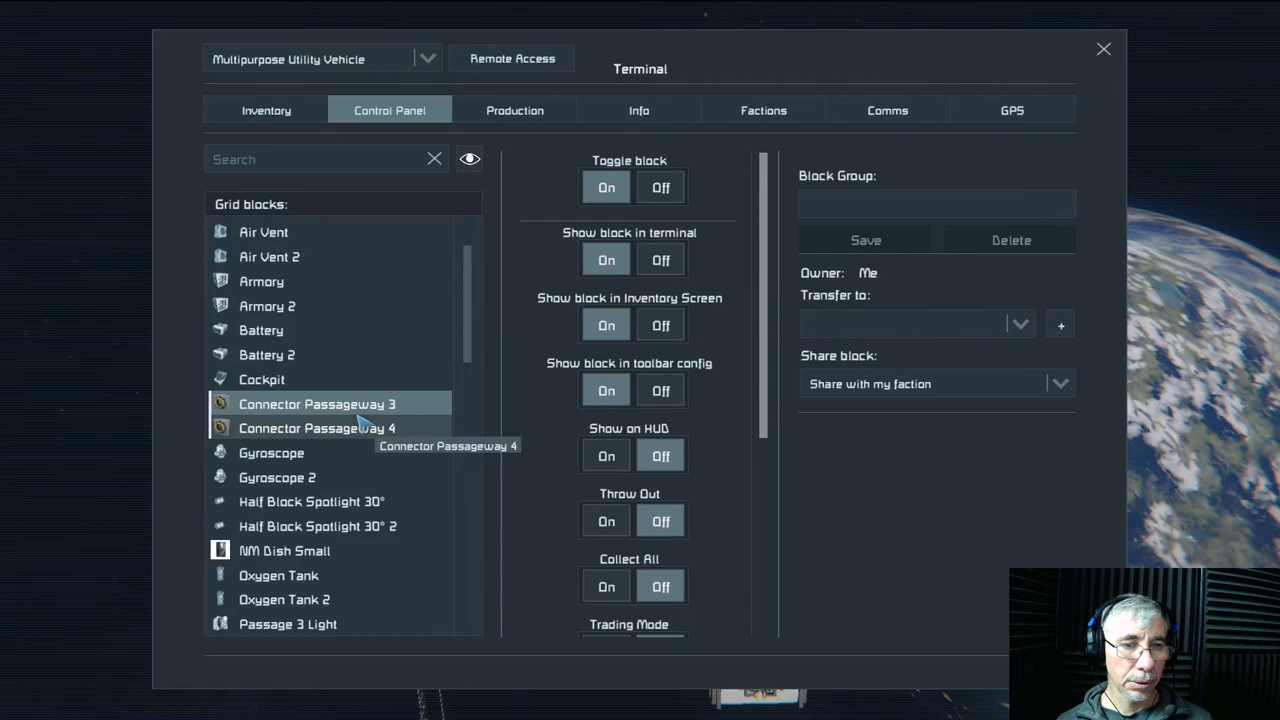 Multipurpose Utility Vehicle
Remote Access
Terminal
Inventory
Control Panel
Production
Info
Factions
Comms
GPS
Search
Grid blocks:
Air Vent
Air Vent 2
Armory
Armory 2
Battery
Battery 2
Cockpit
Connector Passageway 3
Connector Passageway 4
Connector Passageway 4
Gyroscope
Gyroscope 2
Half Block Spotlight 30°
Half Block Spotlight 30° 2
NM Dish Small
Oxygen Tank
Oxygen Tank 2
Passage 3 Light
Toggle block
On Off
Show block in terminal
On Off
Show block in Inventory Screen
On Off
Show block in toolbar config
On Off
Show on HUD
On Off
Throw Out
On Off
Collect All
On Off
Trading Mode
Block Group:
Save
Delete
Owner: Me
Transfer to:
+
Share block:
Share with my faction